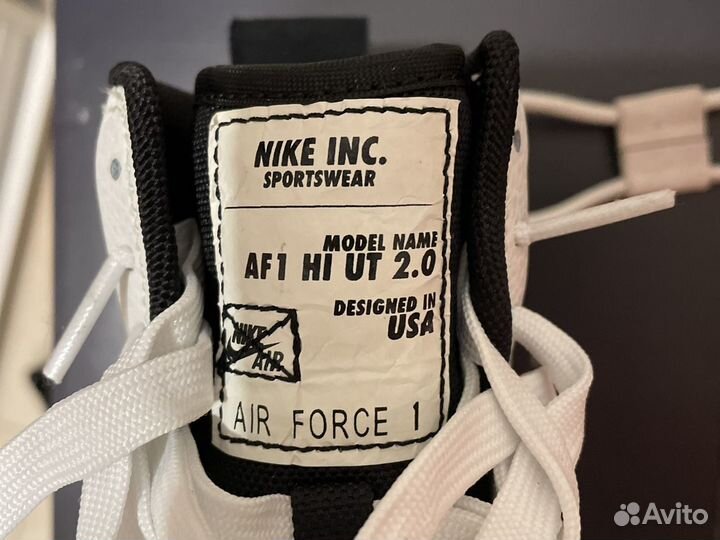 NIKE INC.
SPORTSWEAR
MODEL NAME
AF1 HI UT 2.0
DESIGNED IN
USA
NIKE
AIR
AIR FORCE 1
Avito